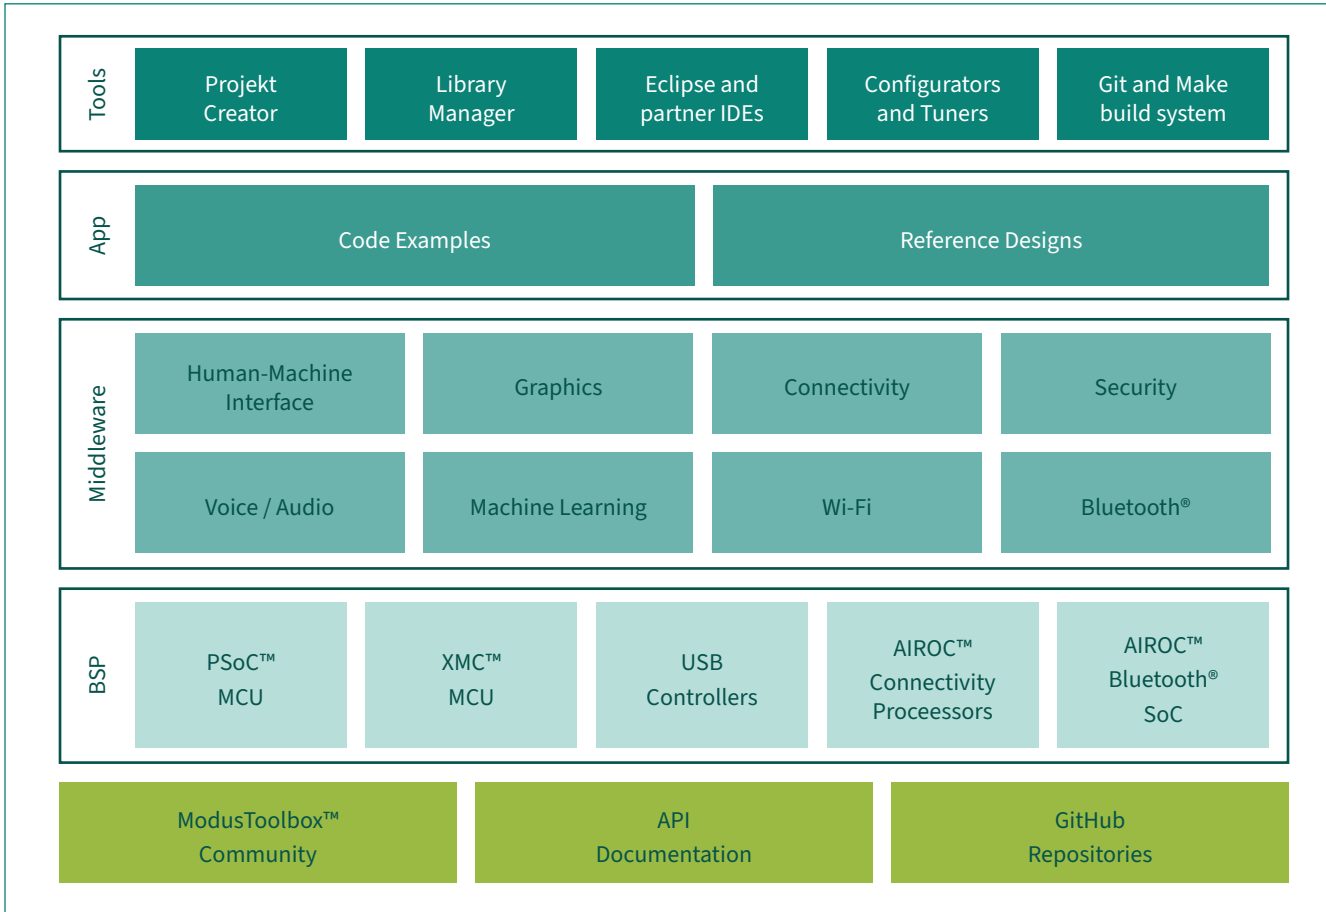 Tools
Projekt
Creator
Library
Manager
Eclipse and
partner IDEs
Configurators
and Tuners
Git and Make
build system
App
Code Examples
Reference Designs
Middleware
Human-Machine
Interface
Graphics
Connectivity
Security
Voice / Audio
Machine Learning
Wi-Fi
Bluetooth®
BSP
PSoC™
MCU
XMC™
MCU
USB
Controllers
AIROC™
Connectivity
Proceessors
AIROC™
Bluetooth®
SoC
ModusToolbox™
Community
API
Documentation
GitHub
Repositories